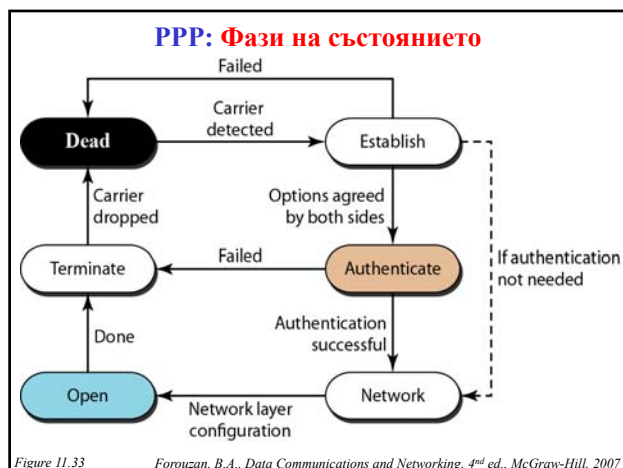 PPP: Фази на състоянието
Failed
Carrier
detected
Dead
Establish
Carrier
dropped
Options agreed
by both sides
Terminate
Failed
Authenticate
If authentication
not needed
Done
Authentication
successful
Open
Network
Network layer
configuration
Figure 11.33
Forouzan, B.A., Data Communications and Networking, 4nd ed., McGraw-Hill, 2007